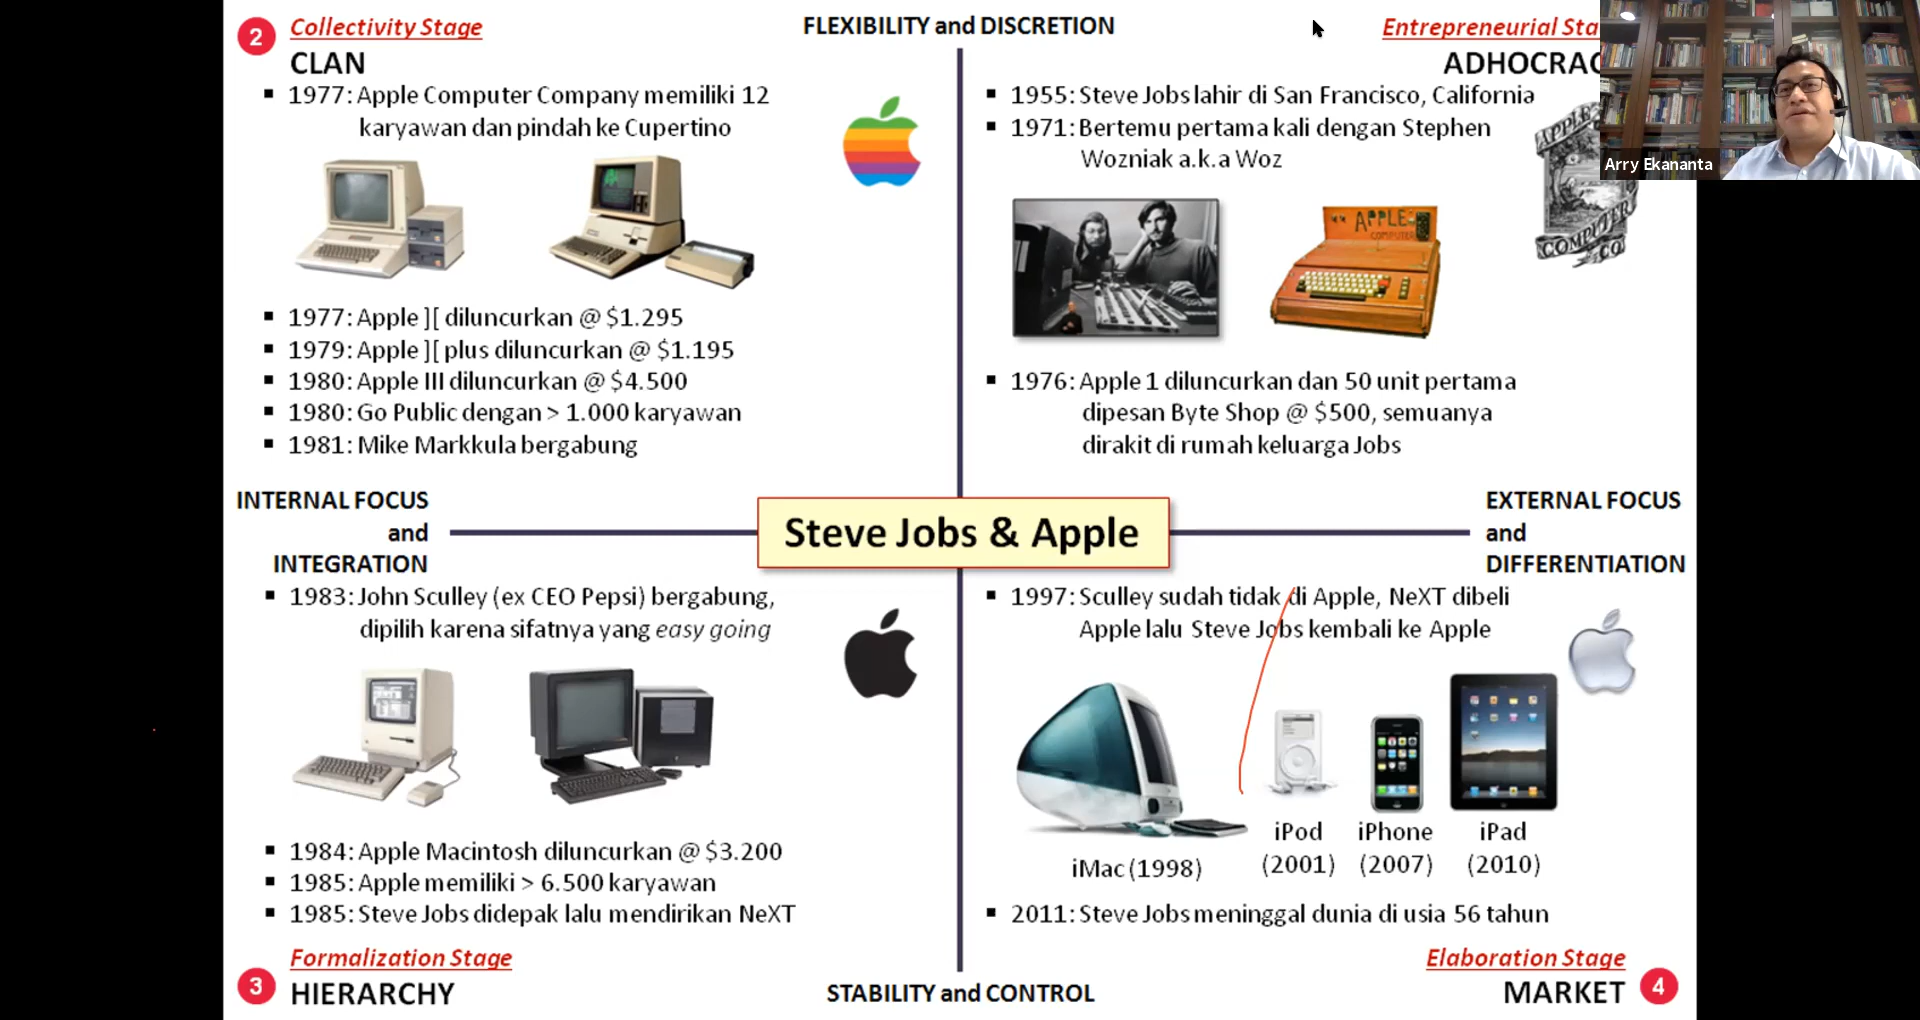 FLEXIBILITY and DISCRETION
2
Collectivity Stage
CLAN
▪ 1977: Apple Computer Company memiliki 12
karyawan dan pindah ke Cupertino
▪ 1977: Apple ][ diluncurkan @ $1.295
▪ 1979: Apple ][ plus diluncurkan @ $1.195
▪ 1980: Apple III diluncurkan @ $4.500
▪ 1980: Go Public dengan > 1.000 karyawan
▪ 1981: Mike Markkula bergabung
Entrepreneurial Sta
ADHOCRAC
▪ 1955: Steve Jobs lahir di San Francisco, California
▪ 1971: Bertemu pertama kali dengan Stephen
Wozniak a.k.a Woz
APPLE
COMPUTER
APPLE
COMPUTER
CO
▪ 1976: Apple 1 diluncurkan dan 50 unit pertama
dipesan Byte Shop @ $500, semuanya
dirakit di rumah keluarga Jobs
Arry Ekananta
INTERNAL FOCUS
and
INTEGRATION
Steve Jobs & Apple
EXTERNAL FOCUS
and
DIFFERENTIATION
▪ 1983: John Sculley (ex CEO Pepsi) bergabung,
dipilih karena sifatnya yang easy going
▪ 1984: Apple Macintosh diluncurkan @ $3.200
▪ 1985: Apple memiliki > 6.500 karyawan
▪ 1985: Steve Jobs didepak lalu mendirikan NeXT
Formalization Stage
3
HIERARCHY
▪ 1997: Sculley sudah tidak di Apple, NeXT dibeli
Apple lalu Steve Jobs kembali ke Apple
iMac (1998)
iPod
(2001)
iPhone
(2007)
iPad
(2010)
▪ 2011: Steve Jobs meninggal dunia di usia 56 tahun
Elaboration Stage
MARKET
4
STABILITY and CONTROL